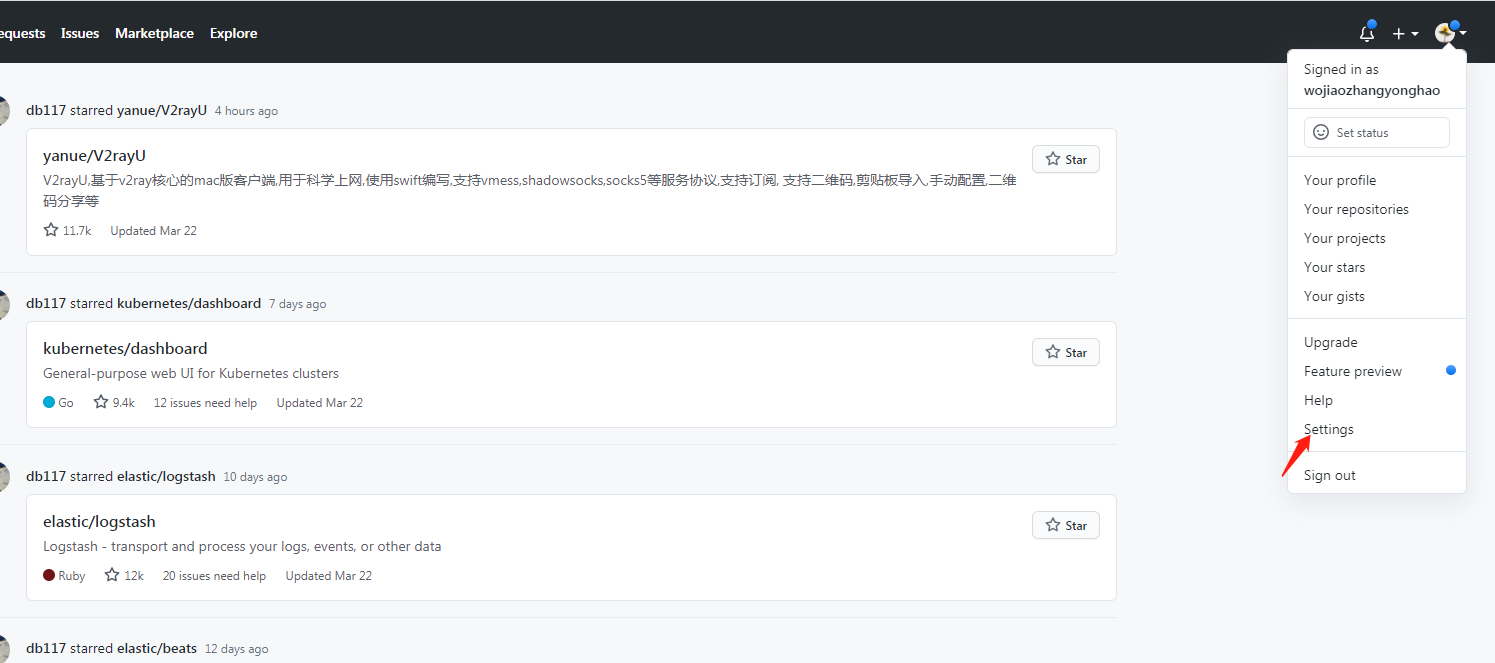 equests Issues Marketplace Explore
Signed in as
wojiaozhangyonghao
Set status
Your profile
Your repositories
Your projects
Your stars
Your gists
Upgrade
Feature preview
Help
Settings
Sign out
db117 starred yanue/V2rayU 4 hours ago
yanue/V2rayU
Star
V2rayU,基于v2ray核心的mac版客户端,用于科学上网,使用swift编写,支持vmess,shadowsocks,socks5等服务协议,支持订阅, 支持二维码,剪贴板导入,手动配置,二维
码分享等
11.7k Updated Mar 22
db117 starred kubernetes/dashboard 7 days ago
kubernetes/dashboard
Star
General-purpose web UI for Kubernetes clusters
Go 9.4k 12 issues need help Updated Mar 22
db117 starred elastic/logstash 10 days ago
elastic/logstash
Star
Logstash - transport and process your logs, events, or other data
Ruby 12k 20 issues need help Updated Mar 22
db117 starred elastic/beats 12 days ago